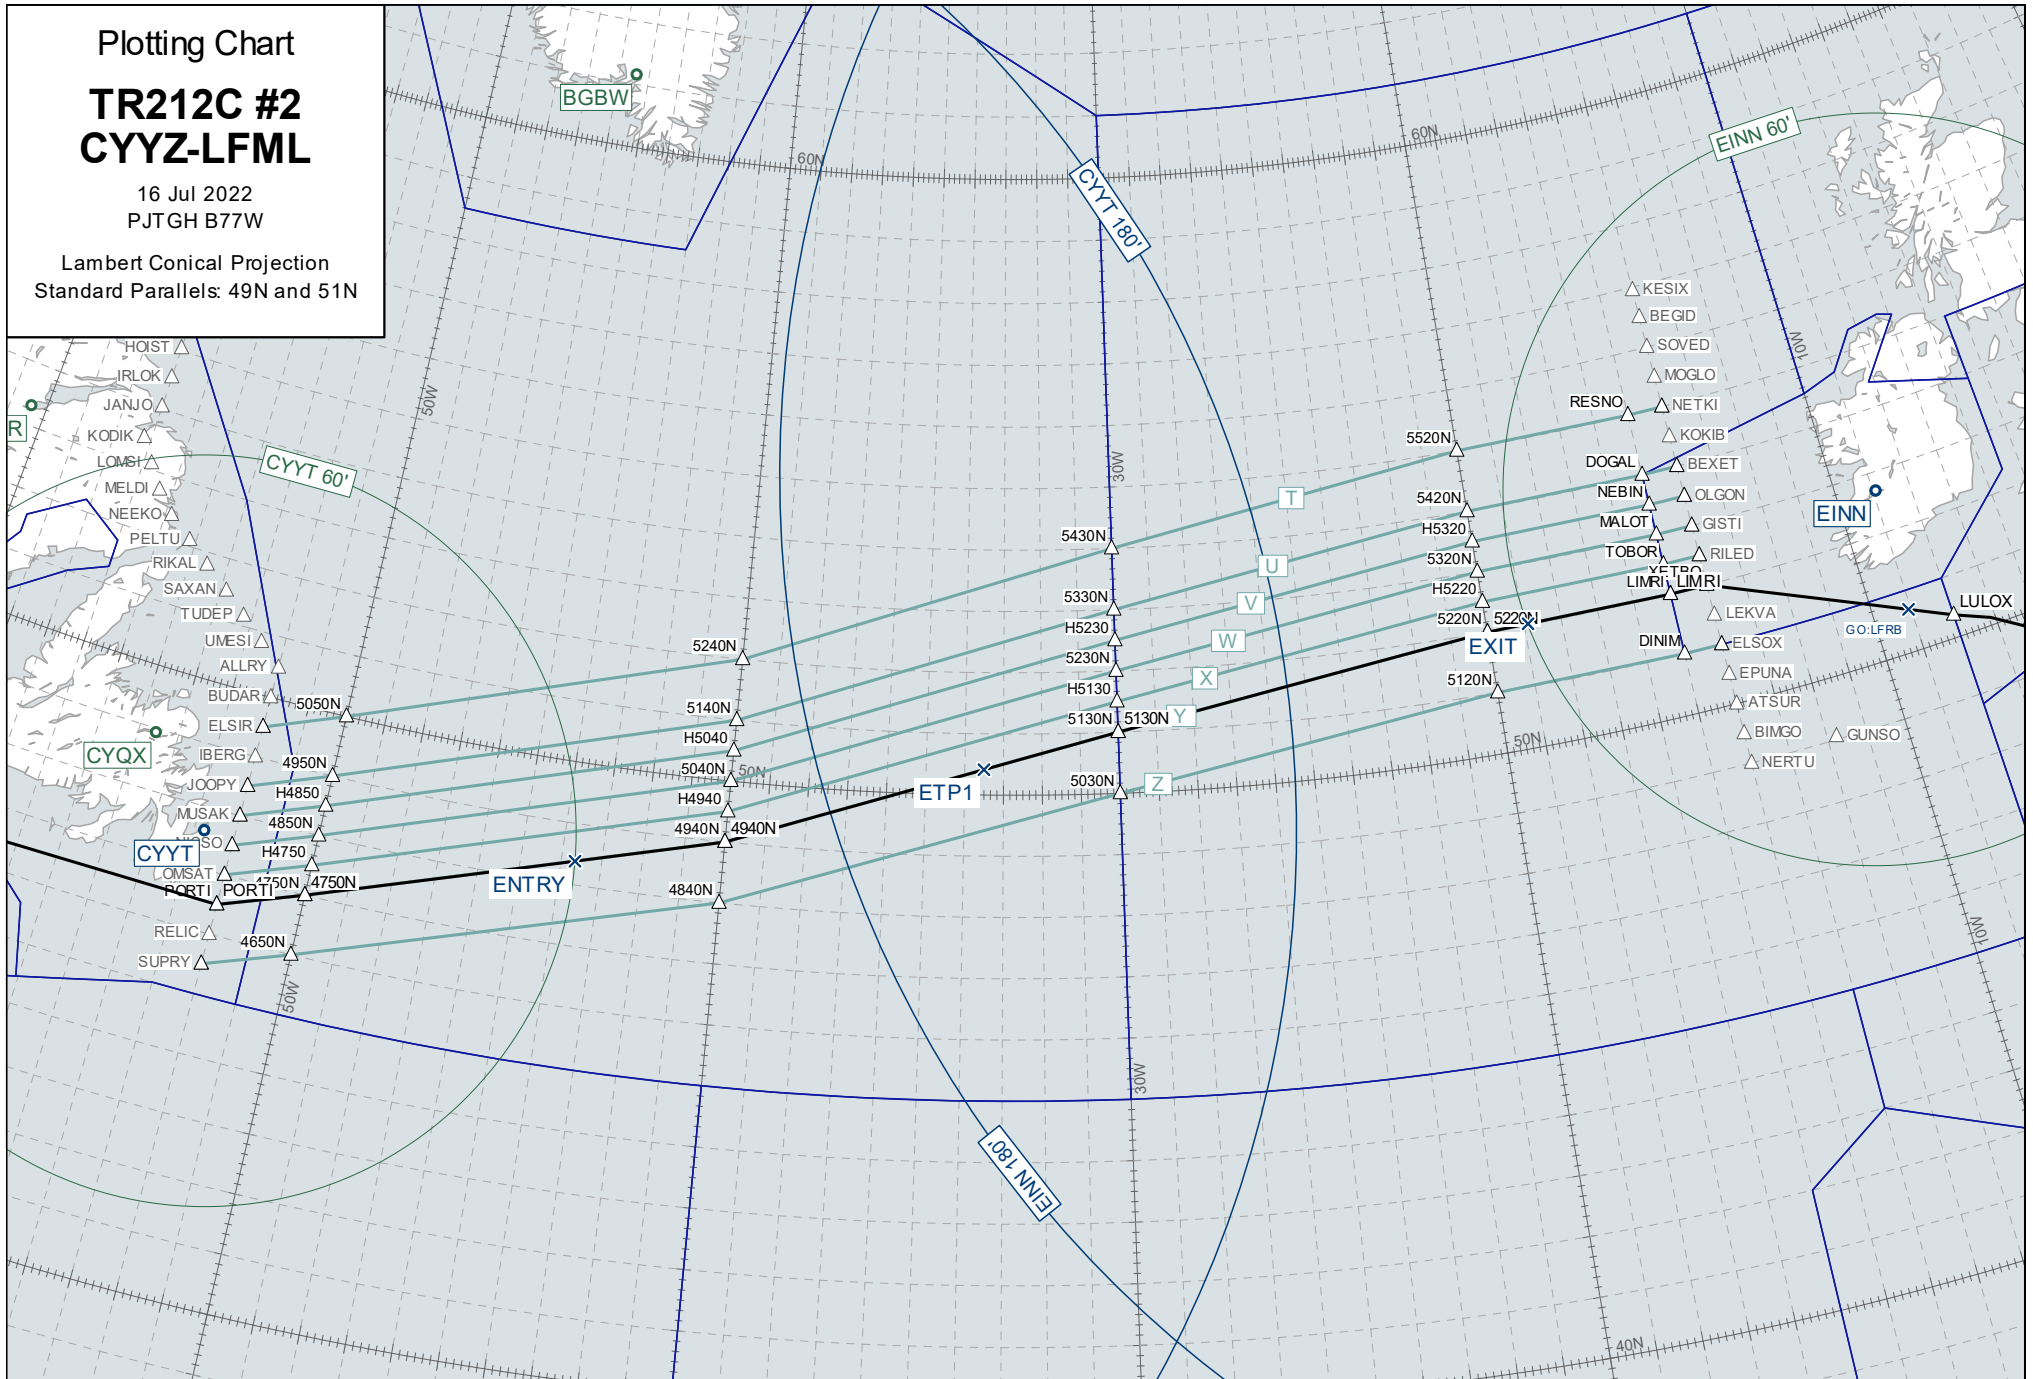 Plotting Chart
TR212C #2
CYYZ-LFML
16 Jul 2022
PJTGH B77W
Lambert Conical Projection
Standard Parallels: 49N and 51N
BGBW
60N
60N
CYYT 180'
EINN 60'
KESIX
BEGID
SOVED
MOGLO
NETKI
KOKIB
BEXET
OLGON
GISTI
RILED
XETBO
LIMRI
LIMRI
LEKVA
ELSOX
EPUNA
ATSUR
BIMGO
NERTU
GUNSO
10W
EINN
GO:LFRB
LULOX
RESNO
DOGAL
NEBIN
MALOT
TOBOR
DINIM
HOIST
IRLOK
JANJO
KODIK
LOMSI
MELDI
NEEKO
PELTU
RIKAL
SAXAN
TUDEP
UMESI
ALLRY
BUDAR
ELSIR
IBERG
JOOPY
MUSAK
NICSO
OMSAT
PORTI
PORTI
RELIC
SUPRY
R
CYQX
CYYT
CYYT 60'
50W
50W
5050N
4950N
H4850
4850N
H4750
4750N
4750N
4650N
ENTRY
5240N
5140N
H5040
5040N
50N
H4940
4940N
4940N
4840N
ETP1
30W
5430N
5330N
H5230
5230N
H5130
5130N
5130N
5030N
T
U
V
W
X
Y
Z
5520N
5420N
H5320
5320N
H5220
5220N
5220N
EXIT
5120N
50N
EINN 180'
30W
10W
40N